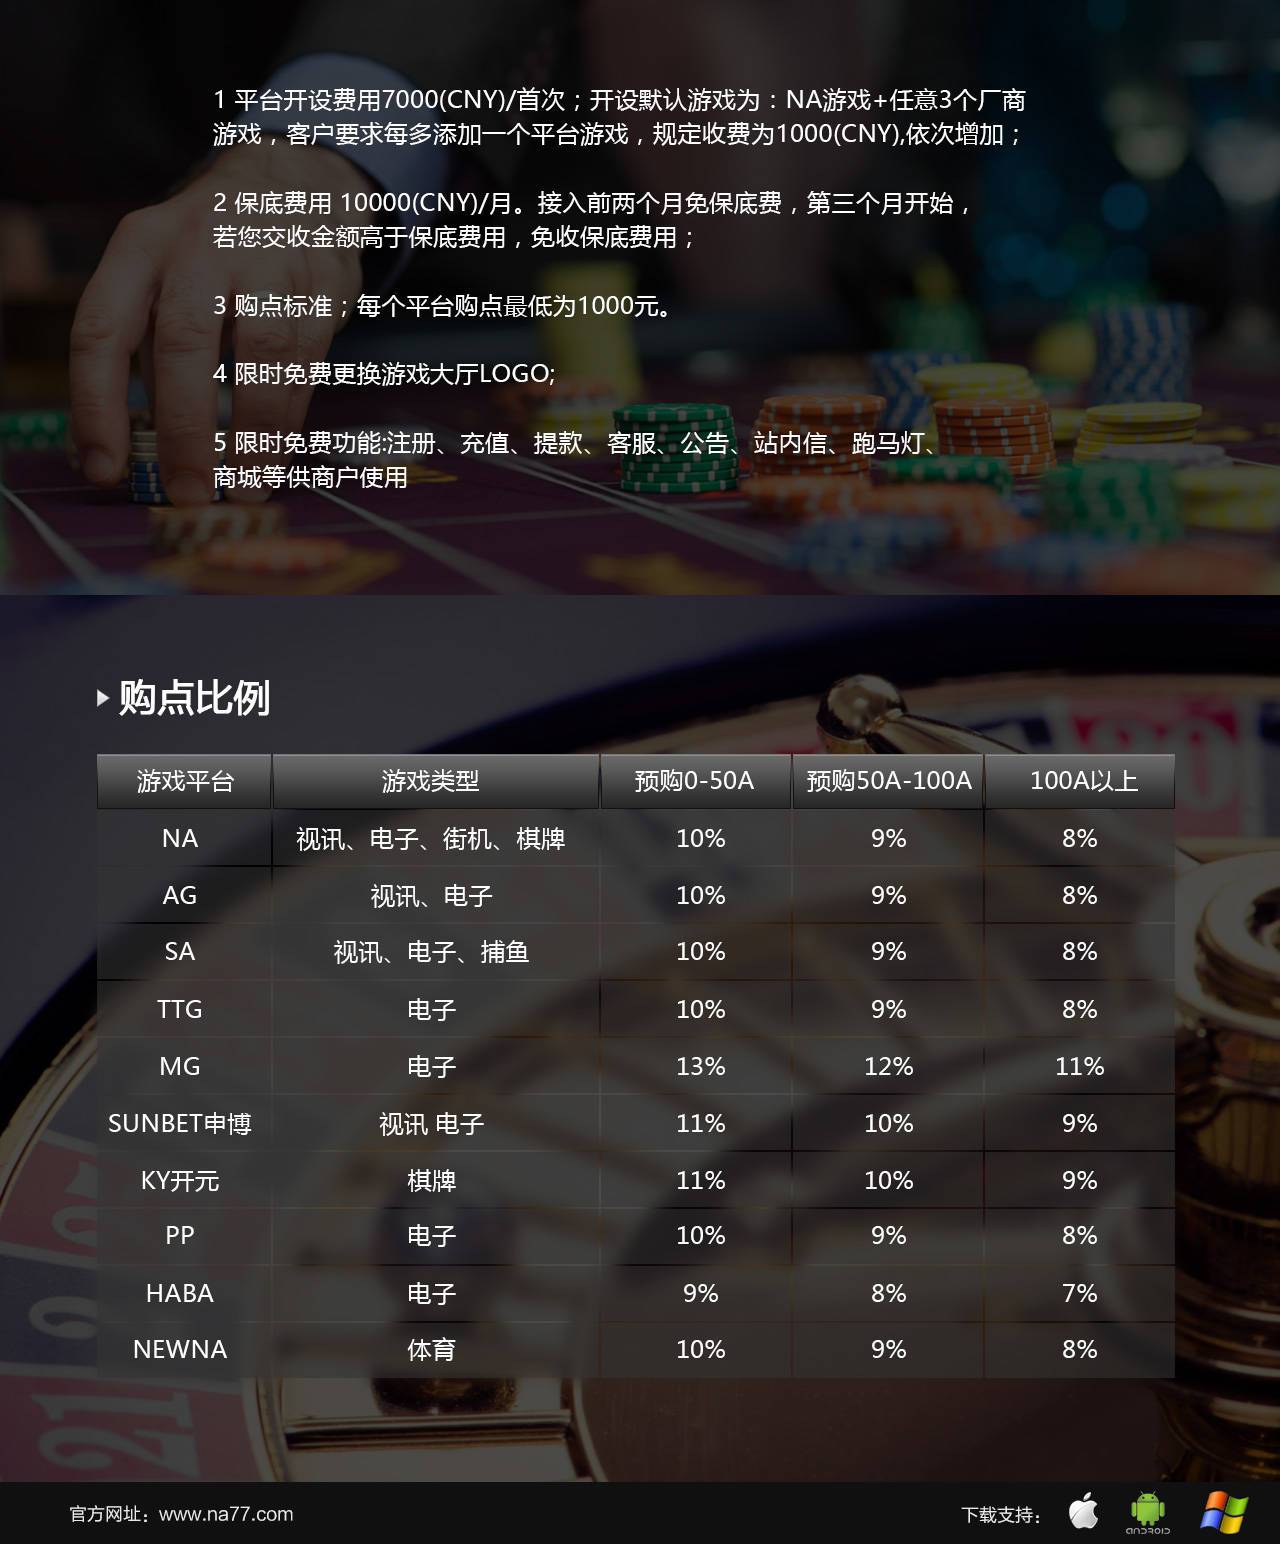 1 平台开设费用7000(CNY)/首次；开设默认游戏为：NA游戏+任意3个厂商
游戏，客户要求每多添加一个平台游戏，规定收费为1000(CNY),依次增加；
2 保底费用 10000(CNY)/月。接入前两个月免保底费，第三个月开始，
若您交收金额高于保底费用，免收保底费用；
3 购点标准；每个平台购点最低为1000元。
4 限时免费更换游戏大厅LOGO;
5 限时免费功能:注册、充值、提款、客服、公告、站内信、跑马灯、
商城等供商户使用
购点比例
游戏平台 游戏类型 预购0-50A 预购50A-100A 100A以上
NA 视讯、电子、街机、棋牌 10% 9% 8%
AG 视讯、电子 10% 9% 8%
SA 视讯、电子、捕鱼 10% 9% 8%
TTG 电子 10% 9% 8%
MG 电子 13% 12% 11%
SUNBET申博 视讯 电子 11% 10% 9%
KY开元 棋牌 11% 10% 9%
PP 电子 10% 9% 8%
HABA 电子 9% 8% 7%
NEWNA 体育 10% 9% 8%
官方网址：www.na77.com 下载支持：
ANDROID